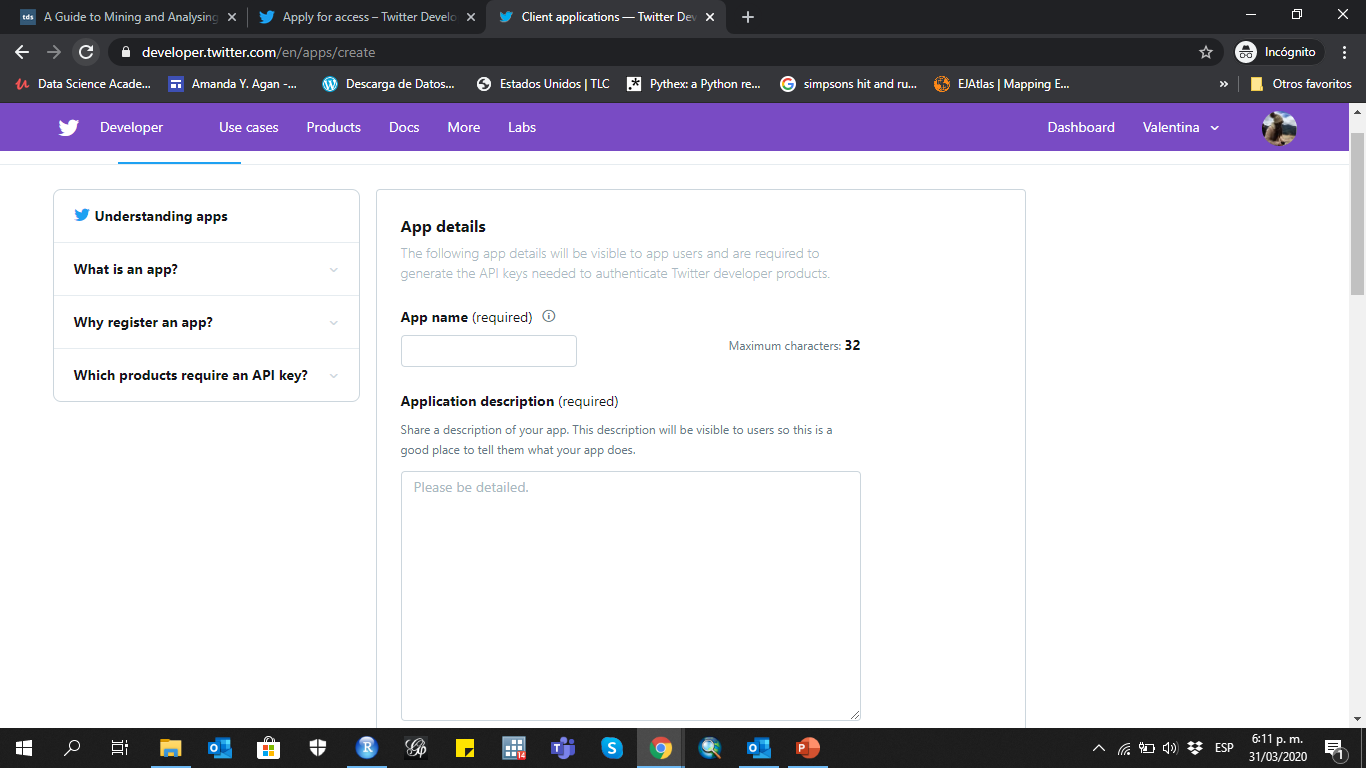 tds A Guide to Mining and Analysing
Apply for access – Twitter Develo
Client applications — Twitter Dev
developer.twitter.com/en/apps/create
Incógnito
Data Science Acade...
Amanda Y. Agan -...
Descarga de Datos...
Estados Unidos | TLC
Pythex: a Python re...
simpsons hit and ru...
EJAtlas | Mapping E...
»
Otros favoritos
Developer
Use cases
Products
Docs
More
Labs
Dashboard
Valentina
Understanding apps
What is an app?
Why register an app?
Which products require an API key?
App details
The following app details will be visible to app users and are required to
generate the API keys needed to authenticate Twitter developer products.
App name (required)
Maximum characters: 32
Application description (required)
Share a description of your app. This description will be visible to users so this is a
good place to tell them what your app does.
Please be detailed.
ESP
6:11 p. m.
31/03/2020
1